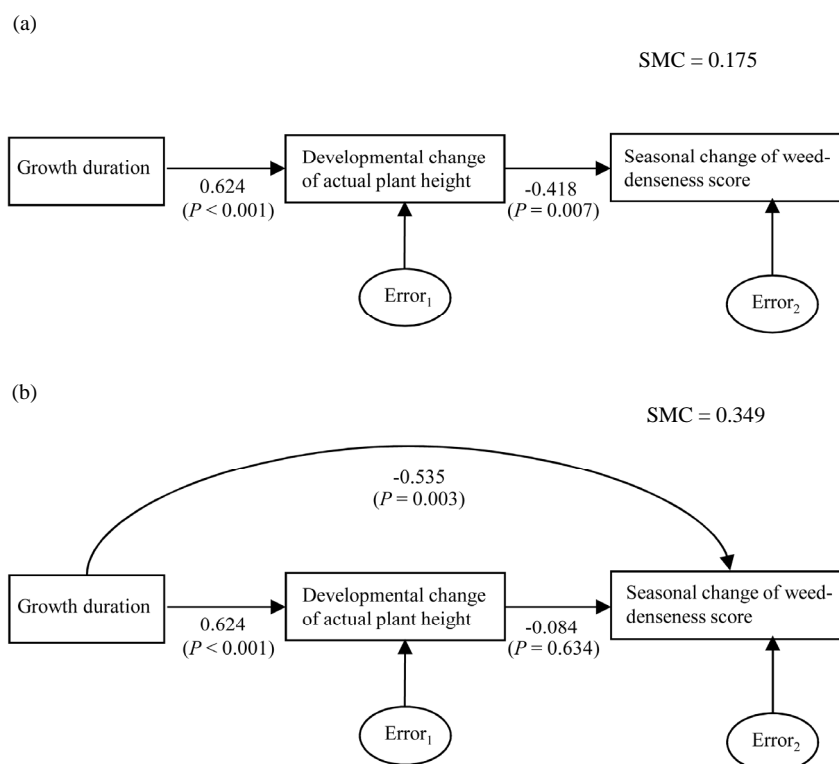 (a)
SMC = 0.175
Growth duration
0.624
(P < 0.001)
Developmental change
of actual plant height
-0.418
(P = 0.007)
Seasonal change of weed-
denseness score
Error₁
Error₂
(b)
SMC = 0.349
-0.535
(P = 0.003)
Growth duration
0.624
(P < 0.001)
Developmental change
of actual plant height
-0.084
(P = 0.634)
Seasonal change of weed-
denseness score
Error₁
Error₂